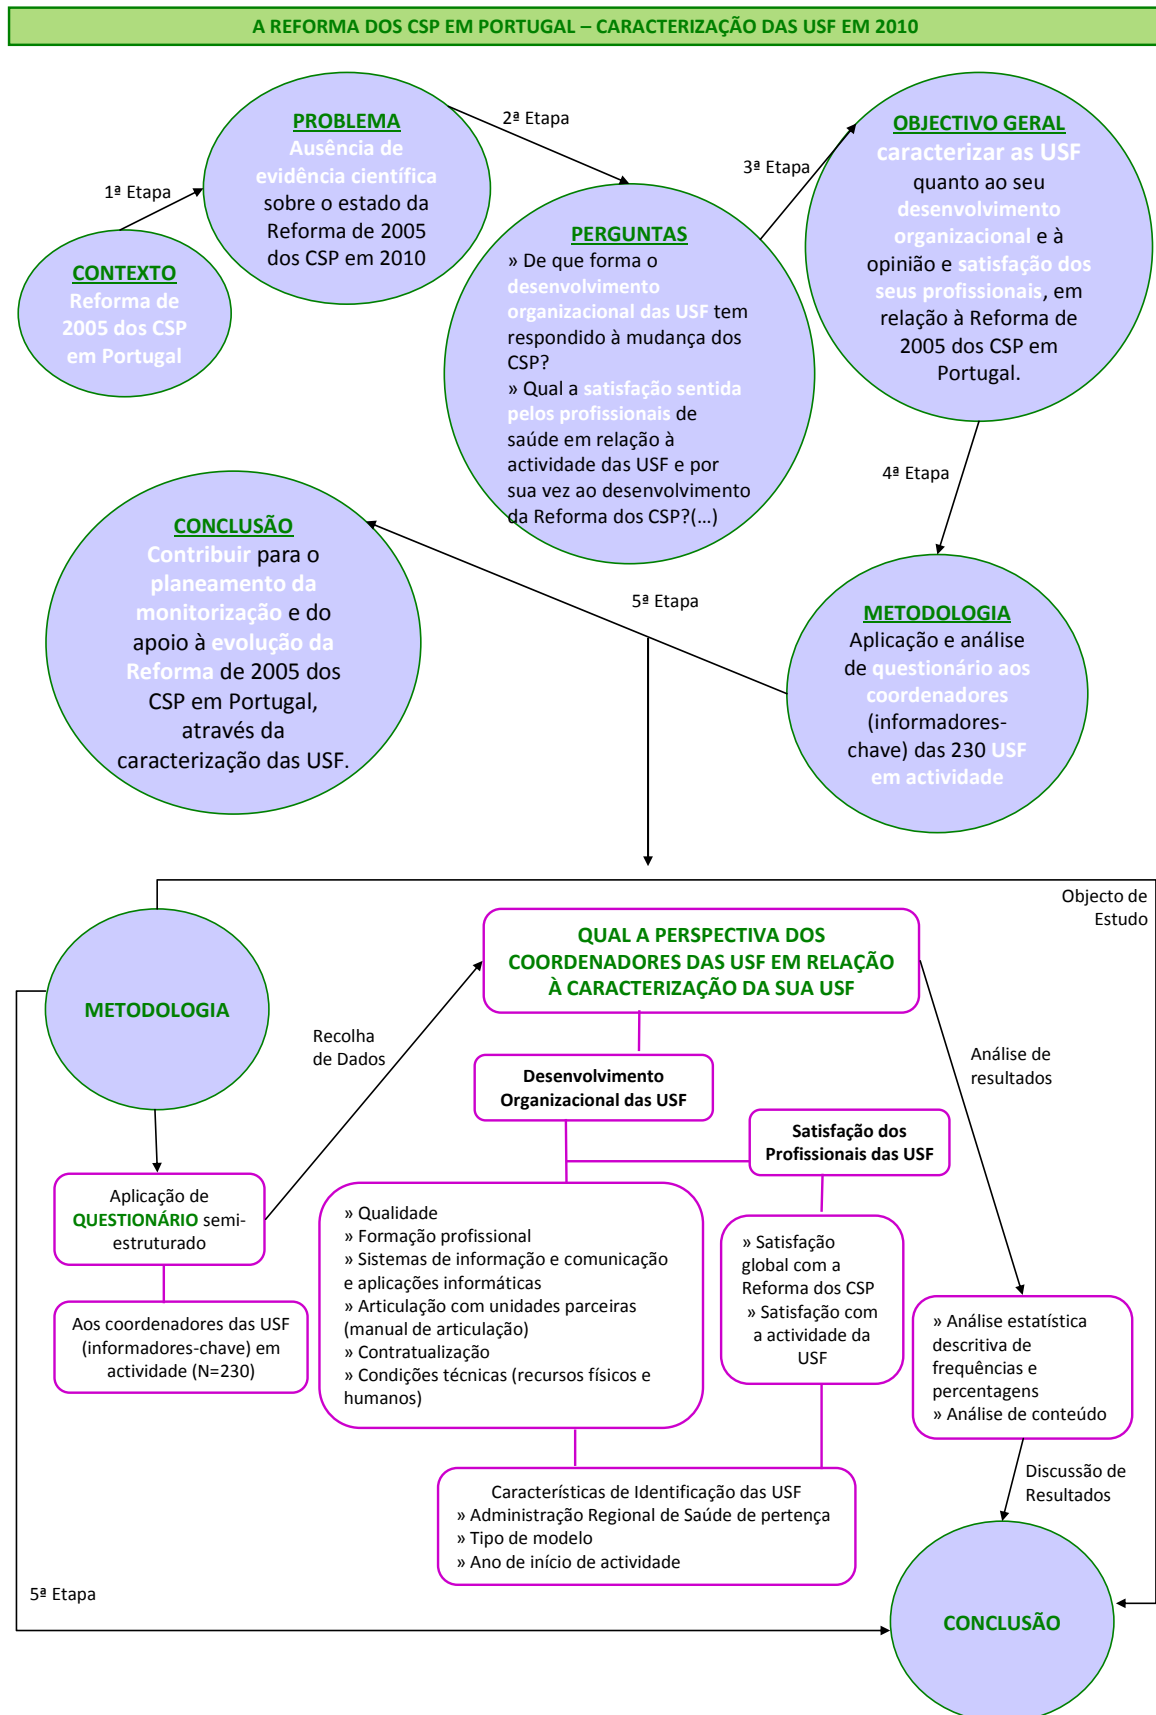 A REFORMA DOS CSP EM PORTUGAL – CARACTERIZAÇÃO DAS USF EM 2010
1ª Etapa
CONTEXTO
Reforma de
2005 dos CSP
em Portugal
PROBLEMA
Ausência de
evidência científica
sobre o estado da
Reforma de 2005
dos CSP em 2010
2ª Etapa
PERGUNTAS
» De que forma o
desenvolvimento
organizacional das USF tem
respondido à mudança dos
CSP?
» Qual a satisfação sentida
pelos profissionais de
saúde em relação à
actividade das USF e por
sua vez ao desenvolvimento
da Reforma dos CSP?(...)
3ª Etapa
OBJECTIVO GERAL
caracterizar as USF
quanto ao seu
desenvolvimento
organizacional e à
opinião e satisfação dos
seus profissionais, em
relação à Reforma de
2005 dos CSP em
Portugal.
4ª Etapa
METODOLOGIA
Aplicação e análise
de questionário aos
coordenadores
(informadores-
chave) das 230 USF
em actividade
5ª Etapa
CONCLUSÃO
Contribuir para o
planeamento da
monitorização e do
apoio à evolução da
Reforma de 2005 dos
CSP em Portugal,
através da
caracterização das USF.
Objecto de
Estudo
METODOLOGIA
Aplicação de
QUESTIONÁRIO semi-
estruturado
Aos coordenadores das USF
(informadores-chave) em
actividade (N=230)
Recolha
de Dados
QUAL A PERSPECTIVA DOS
COORDENADORES DAS USF EM RELAÇÃO
À CARACTERIZAÇÃO DA SUA USF
Desenvolvimento
Organizacional das USF
Satisfação dos
Profissionais das USF
» Qualidade
» Formação profissional
» Sistemas de informação e comunicação
e aplicações informáticas
» Articulação com unidades parceiras
(manual de articulação)
» Contratualização
» Condições técnicas (recursos físicos e
humanos)
» Satisfação
global com a
Reforma dos CSP
» Satisfação com
a actividade da
USF
Características de Identificação das USF
» Administração Regional de Saúde de pertença
» Tipo de modelo
» Ano de início de actividade
Análise de
resultados
» Análise estatística
descritiva de
frequências e
percentagens
» Análise de conteúdo
Discussão de
Resultados
5ª Etapa
CONCLUSÃO